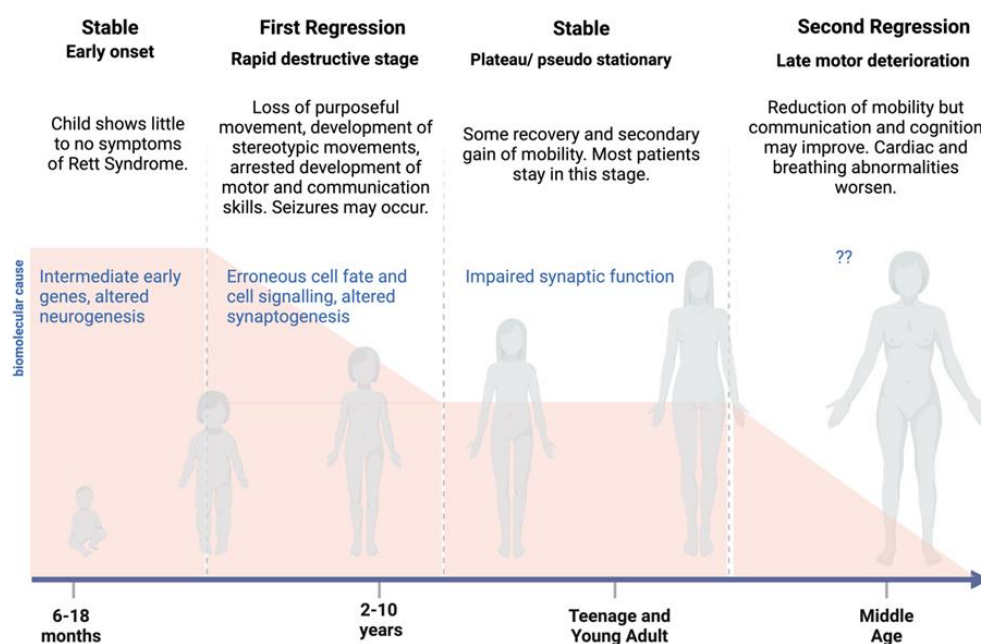 Stable
Early onset
First Regression
Rapid destructive stage
Stable
Plateau/ pseudo stationary
Second Regression
Late motor deterioration
Child shows little
to no symptoms
of Rett Syndrome.
Loss of purposeful
movement, development of
stereotypic movements,
arrested development of
motor and communication
skills. Seizures may occur.
Some recovery and secondary
gain of mobility. Most patients
stay in this stage.
Reduction of mobility but
communication and cognition
may improve. Cardiac and
breathing abnormalities
worsen.
biomolecular cause
Intermediate early
genes, altered
neurogenesis
Erroneous cell fate and
cell signalling, altered
synaptogenesis
Impaired synaptic function
??
6-18
months
2-10
years
Teenage and
Young Adult
Middle
Age